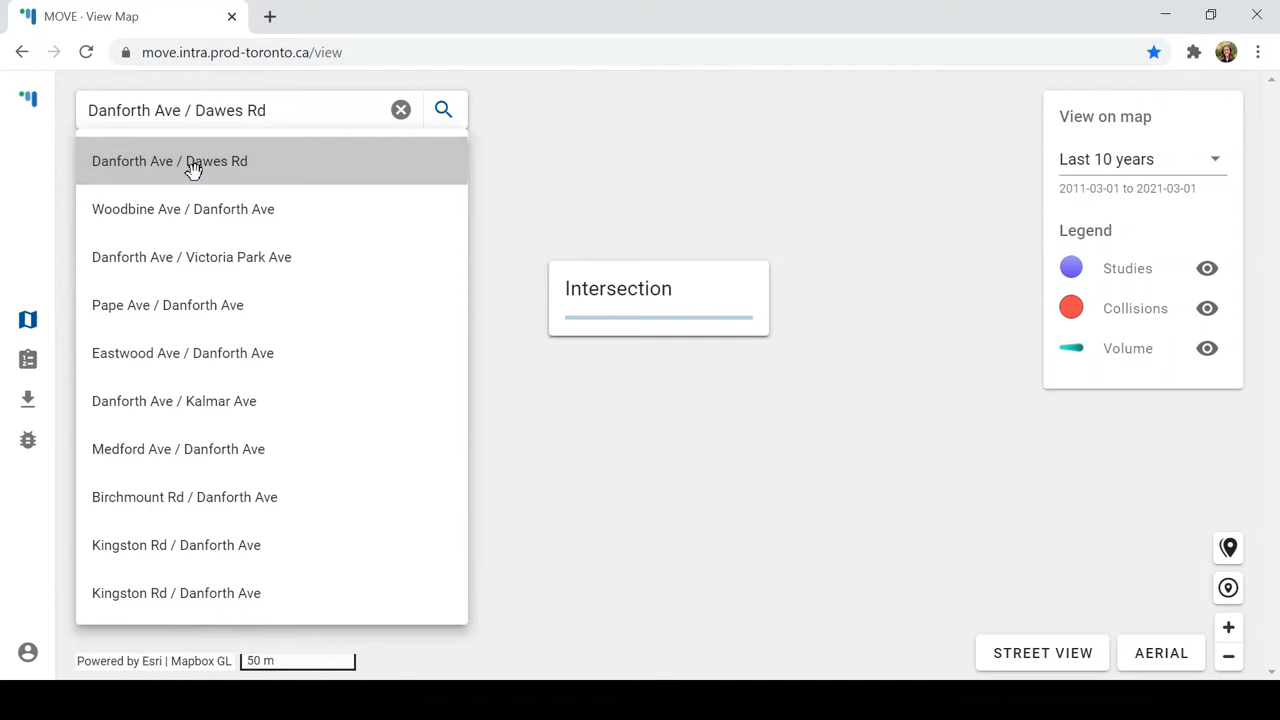 MOVE · View Map
move.intra.prod-toronto.ca/view
Danforth Ave / Dawes Rd
Danforth Ave / Dawes Rd
Woodbine Ave / Danforth Ave
Danforth Ave / Victoria Park Ave
Pape Ave / Danforth Ave
Eastwood Ave / Danforth Ave
Danforth Ave / Kalmar Ave
Medford Ave / Danforth Ave
Birchmount Rd / Danforth Ave
Kingston Rd / Danforth Ave
Kingston Rd / Danforth Ave
Intersection
View on map
Last 10 years
2011-03-01 to 2021-03-01
Legend
Studies
Collisions
Volume
Powered by Esri | Mapbox GL
50 m
STREET VIEW
AERIAL